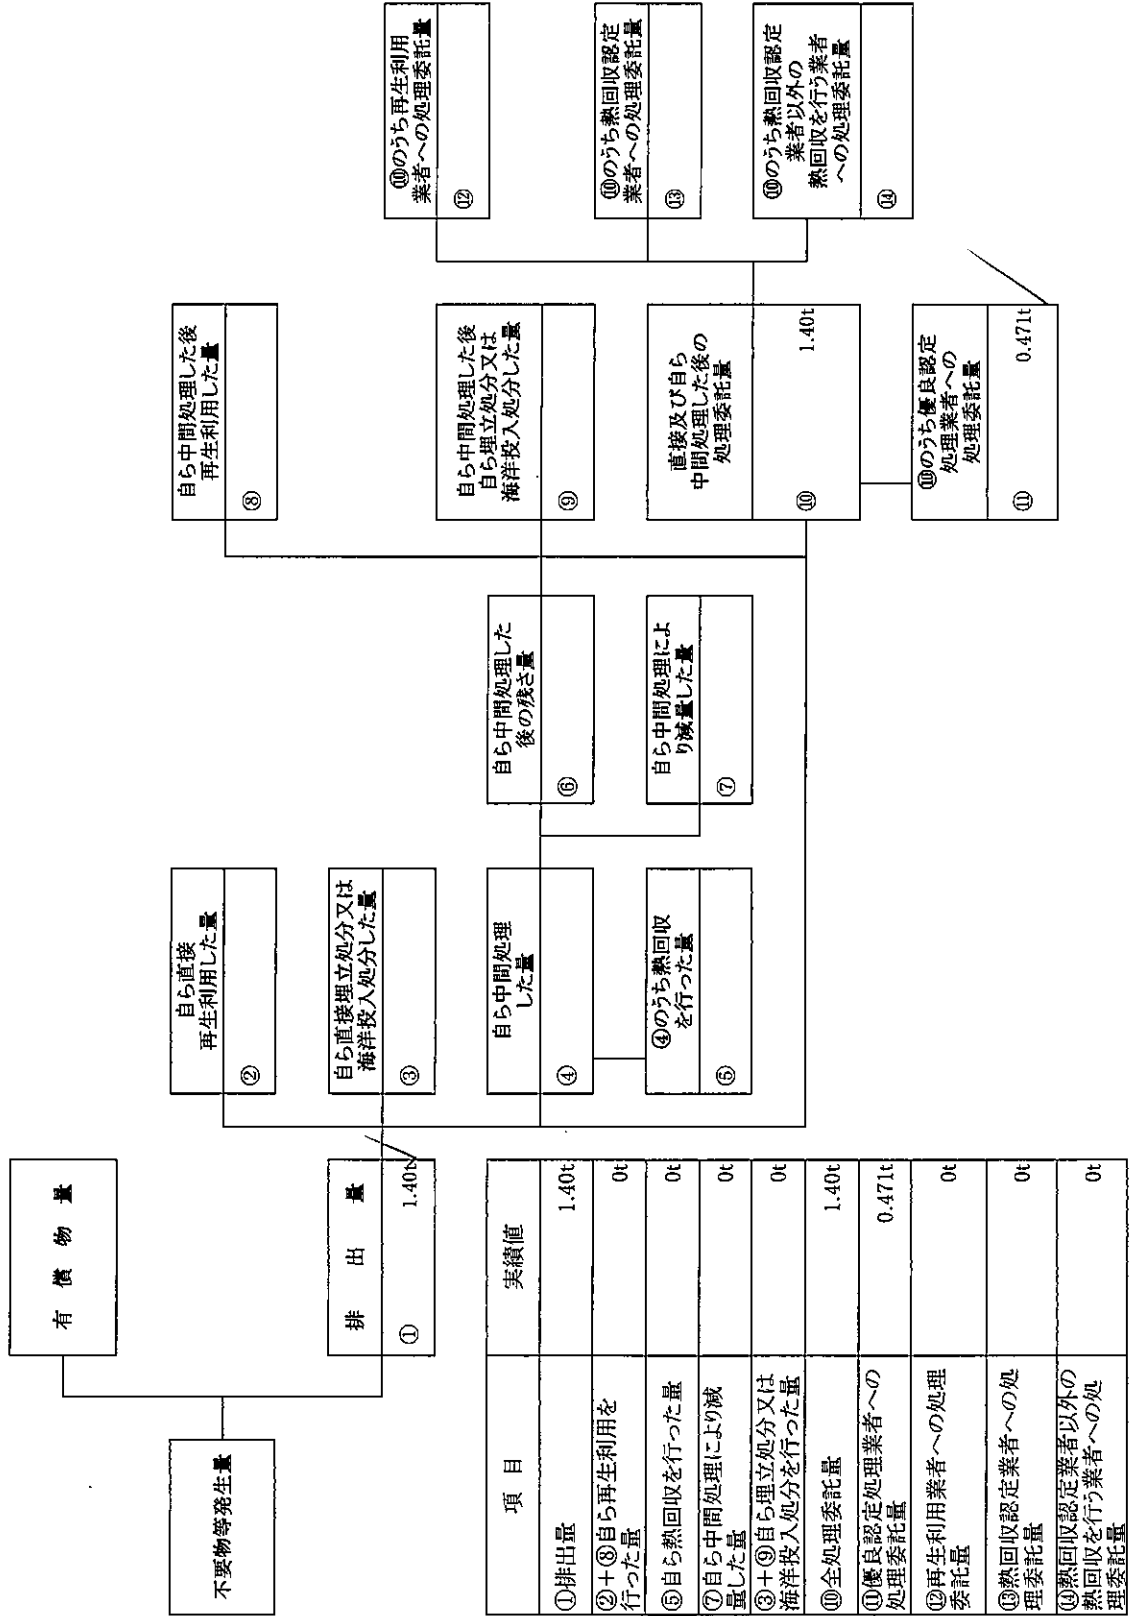 不要物等発生量
有償物量
排出量
①
1.40t
自ら直接
再生利用した量
②
自ら直接埋立処分又は
海洋投入処分した量
③
自ら中間処理
した量
④
④のうち熱回収
を行った量
⑤
自ら中間処理した
後の残さ量
⑥
自ら中間処理によ
り減量した量
⑦
自ら中間処理した後
再生利用した量
⑧
自ら中間処理した後
自ら埋立処分又は
海洋投入処分した量
⑨
直接及び自ら
中間処理した後の
処理委託量
⑩
1.40t
⑩のうち優良認定
処理業者への
処理委託量
⑪
0.471t
⑩のうち再生利用
業者への処理委託量
⑫
⑩のうち熱回収認定
業者への処理委託量
⑬
⑩のうち熱回収認定
業者以外の
熱回収を行う業者
への処理委託量
⑭
項目
実績値
①排出量
1.40t
②+⑧自ら再生利用を
行った量
0t
⑤自ら熱回収を行った量
0t
⑦自ら中間処理により減
量した量
0t
③+⑨自ら埋立処分又は
海洋投入処分を行った量
0t
⑩全処理委託量
1.40t
⑪優良認定処理業者への
処理委託量
0.471t
⑫再生利用業者への処理
委託量
0t
⑬熱回収認定業者への処
理委託量
0t
⑭熱回収認定業者以外の
熱回収を行う業者への処
理委託量
0t